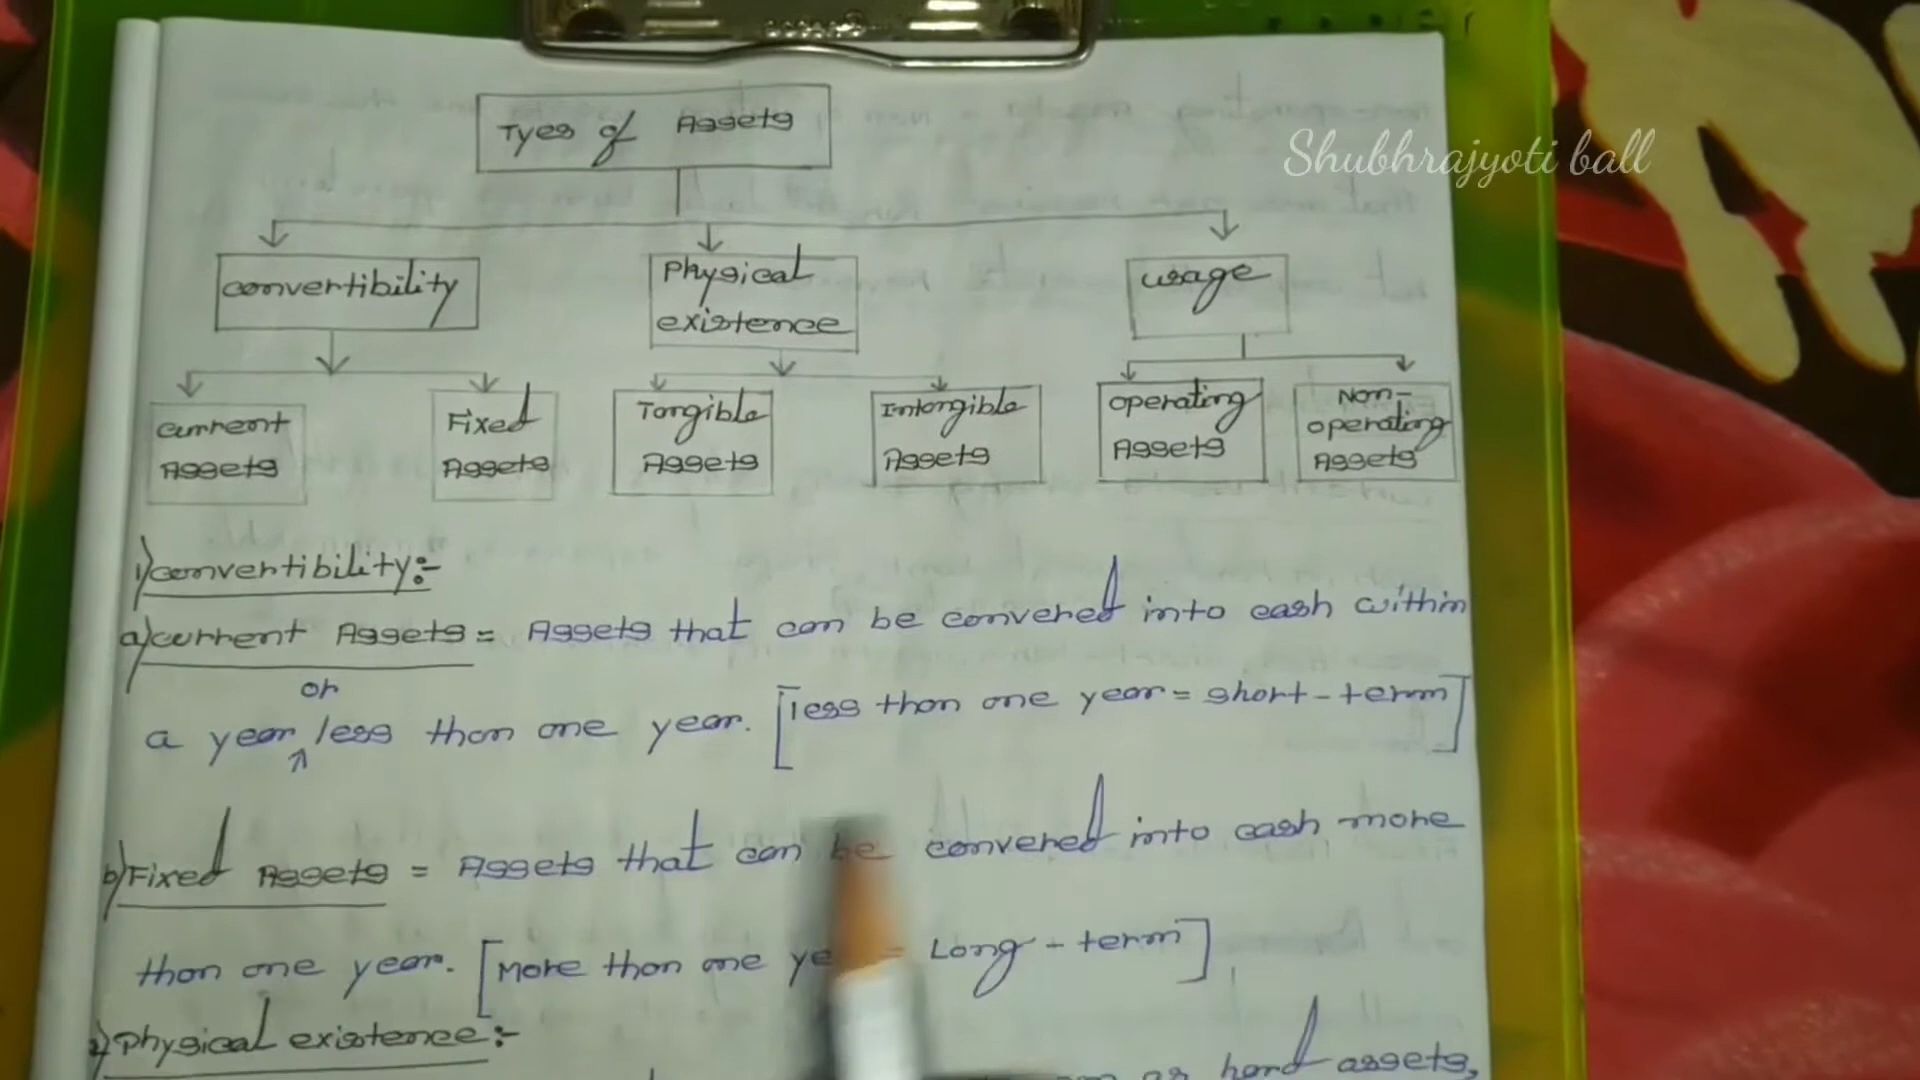 Tyes of Assets
Shubhrajyoti ball
convertibility
Physical
existence
usage
current
Assets
Fixed
Assets
Tangible
Assets
Intangible
Assets
operating
Assets
Non-
operating
Assets
1) convertibility:-
a) current Assets = Assets that can be convered into cash within
or
a year less than one year. [less than one year = short-term]
b) Fixed Assets = Assets that can be convered into cash more
than one year. [More than one = Long-term]
2) Physical existence:-
as hard assets,